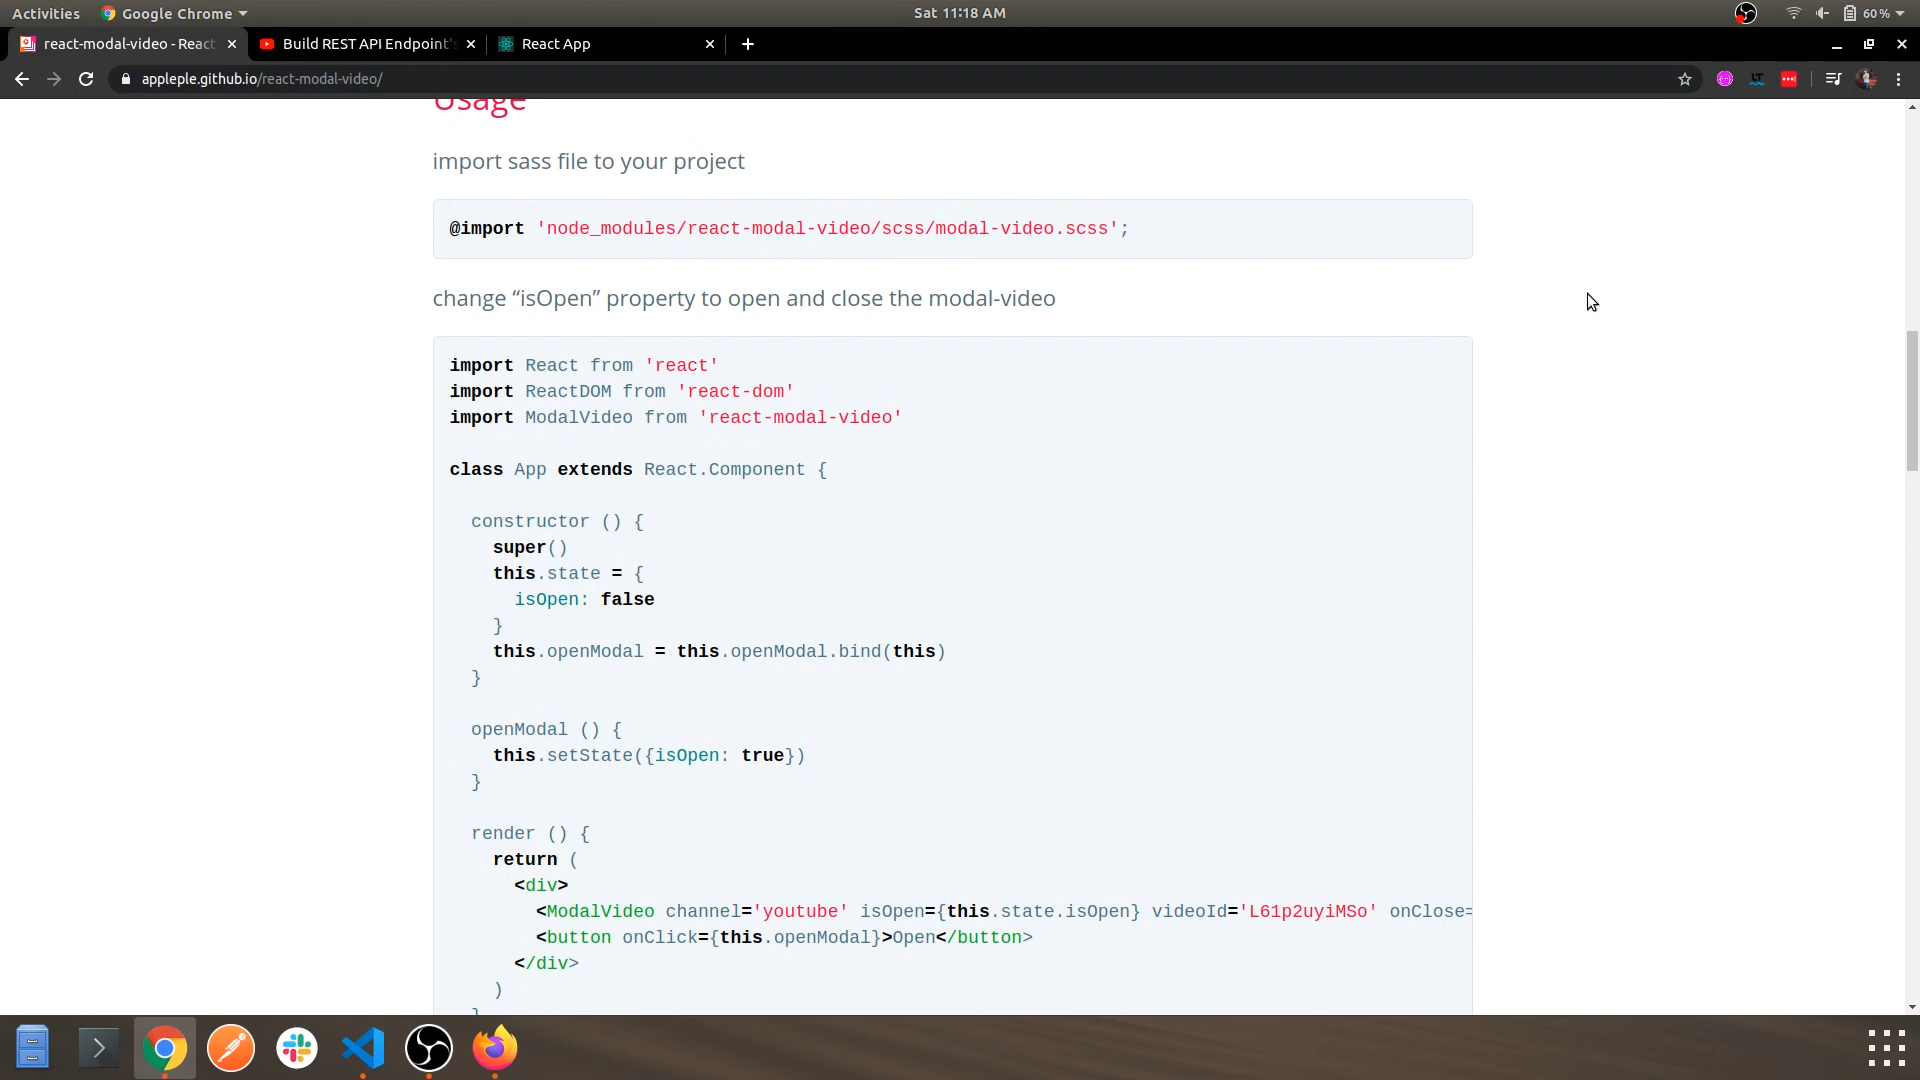 Activities Google Chrome Sat 11:18 AM 60 %
react-modal-video - React Build REST API Endpoint's React App
appleple.github.io/react-modal-video/
Usage
import sass file to your project
@import 'node_modules/react-modal-video/scss/modal-video.scss';
change “isOpen” property to open and close the modal-video
import React from 'react'
import ReactDOM from 'react-dom'
import ModalVideo from 'react-modal-video'
class App extends React.Component {
constructor () {
super()
this.state = {
isOpen: false
}
this.openModal = this.openModal.bind(this)
}
openModal () {
this.setState({isOpen: true})
}
render () {
return (
<div>
<ModalVideo channel='youtube' isOpen={this.state.isOpen} videoId='L61p2uyiMSo' onClose=
<button onClick={this.openModal}>Open</button>
</div>
)
}